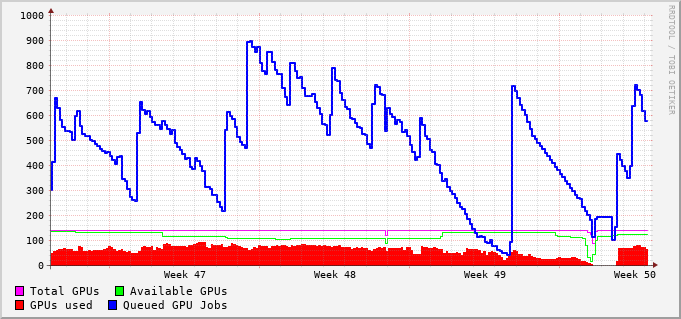 1000
900
800
700
600
500
400
300
200
100
0
Week 47 Week 48 Week 49 Week 50
Total GPUs Available GPUs
GPUs used Queued GPU Jobs
RRDTOOL / TOBI OETIKER